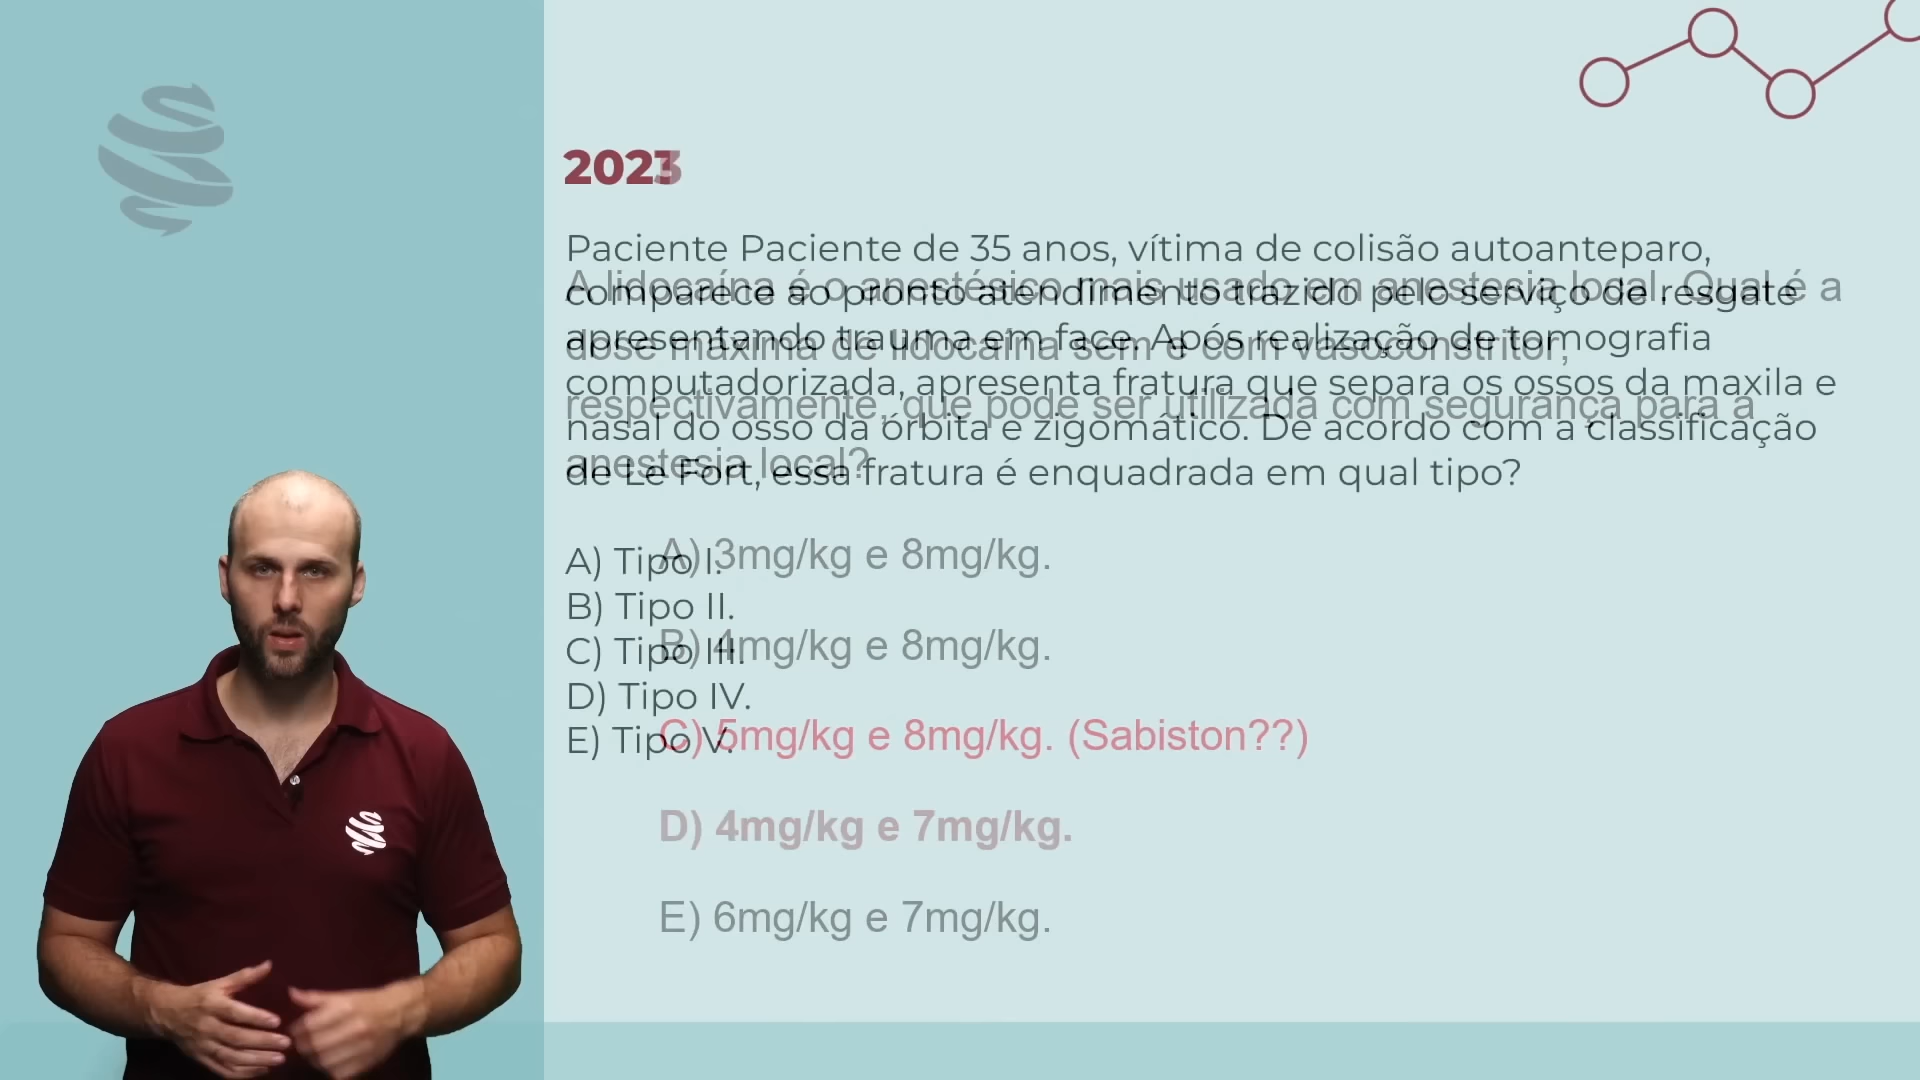 2023
Paciente Paciente de 35 anos, vítima de colisão autoanteparo,
comparece ao pronto atendimento trazido pelo serviço de resgate
apresentando trauma em face. Após realização de tomografia
computadorizada, apresenta fratura que separa os ossos da maxila e
nasal do osso da órbita e zigomático. De acordo com a classificação
de Le Fort, essa fratura é enquadrada em qual tipo?
A) Tipo I.
B) Tipo II.
C) Tipo III.
D) Tipo IV.
E) Tipo V.
A lidocaína é o anestésico mais usado em anestesia local. Qual é a
dose máxima de lidocaína sem e com vasoconstritor,
respectivamente, que pode ser utilizada com segurança para a
anestesia local?
A) 3mg/kg e 8mg/kg.
B) 4mg/kg e 8mg/kg.
C) 5mg/kg e 8mg/kg. (Sabiston??)
D) 4mg/kg e 7mg/kg.
E) 6mg/kg e 7mg/kg.